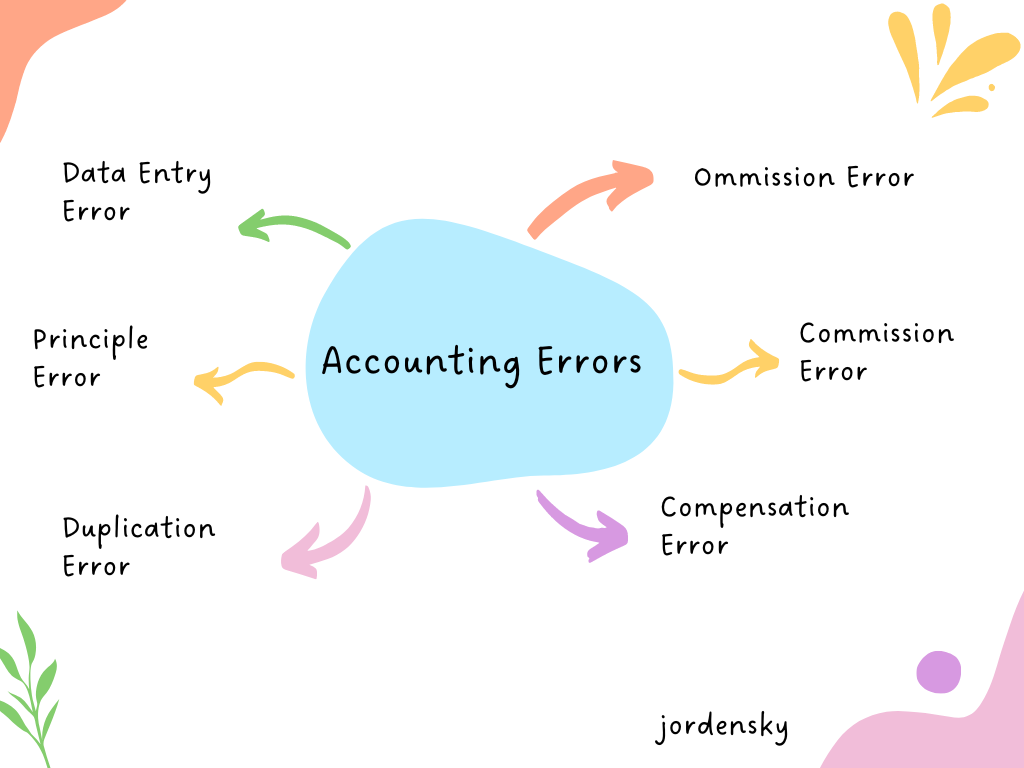 Data Entry
Error
Ommission Error
Principle
Error
Accounting Errors
Commission
Error
Duplication
Error
Compensation
Error
jordensky